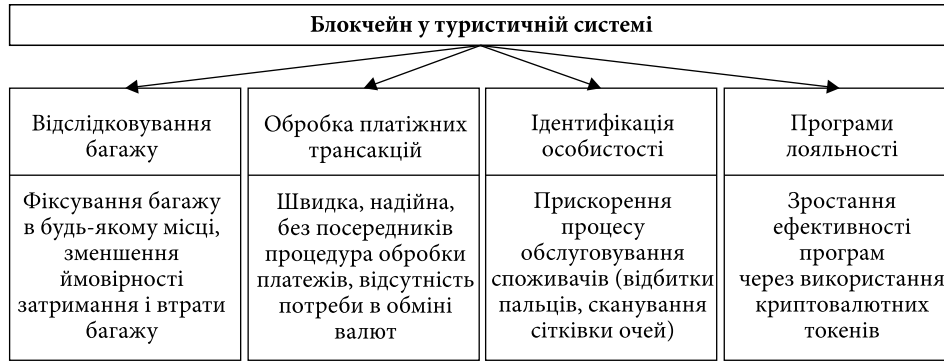 Блокчейн у туристичній системі
Відслідковування
багажу
Обробка платіжних
трансакцій
Ідентифікація
особистості
Програми
лояльності
Фіксування багажу
в будь-якому місці,
зменшення
ймовірності
затримання і втрати
багажу
Швидка, надійна,
без посередників
процедура обробки
платежів, відсутність
потреби в обміні
валют
Прискорення
процесу
обслуговування
споживачів (відбитки
пальців, сканування
сітківки очей)
Зростання
ефективності
програм
через використання
криптовалютних
токенів